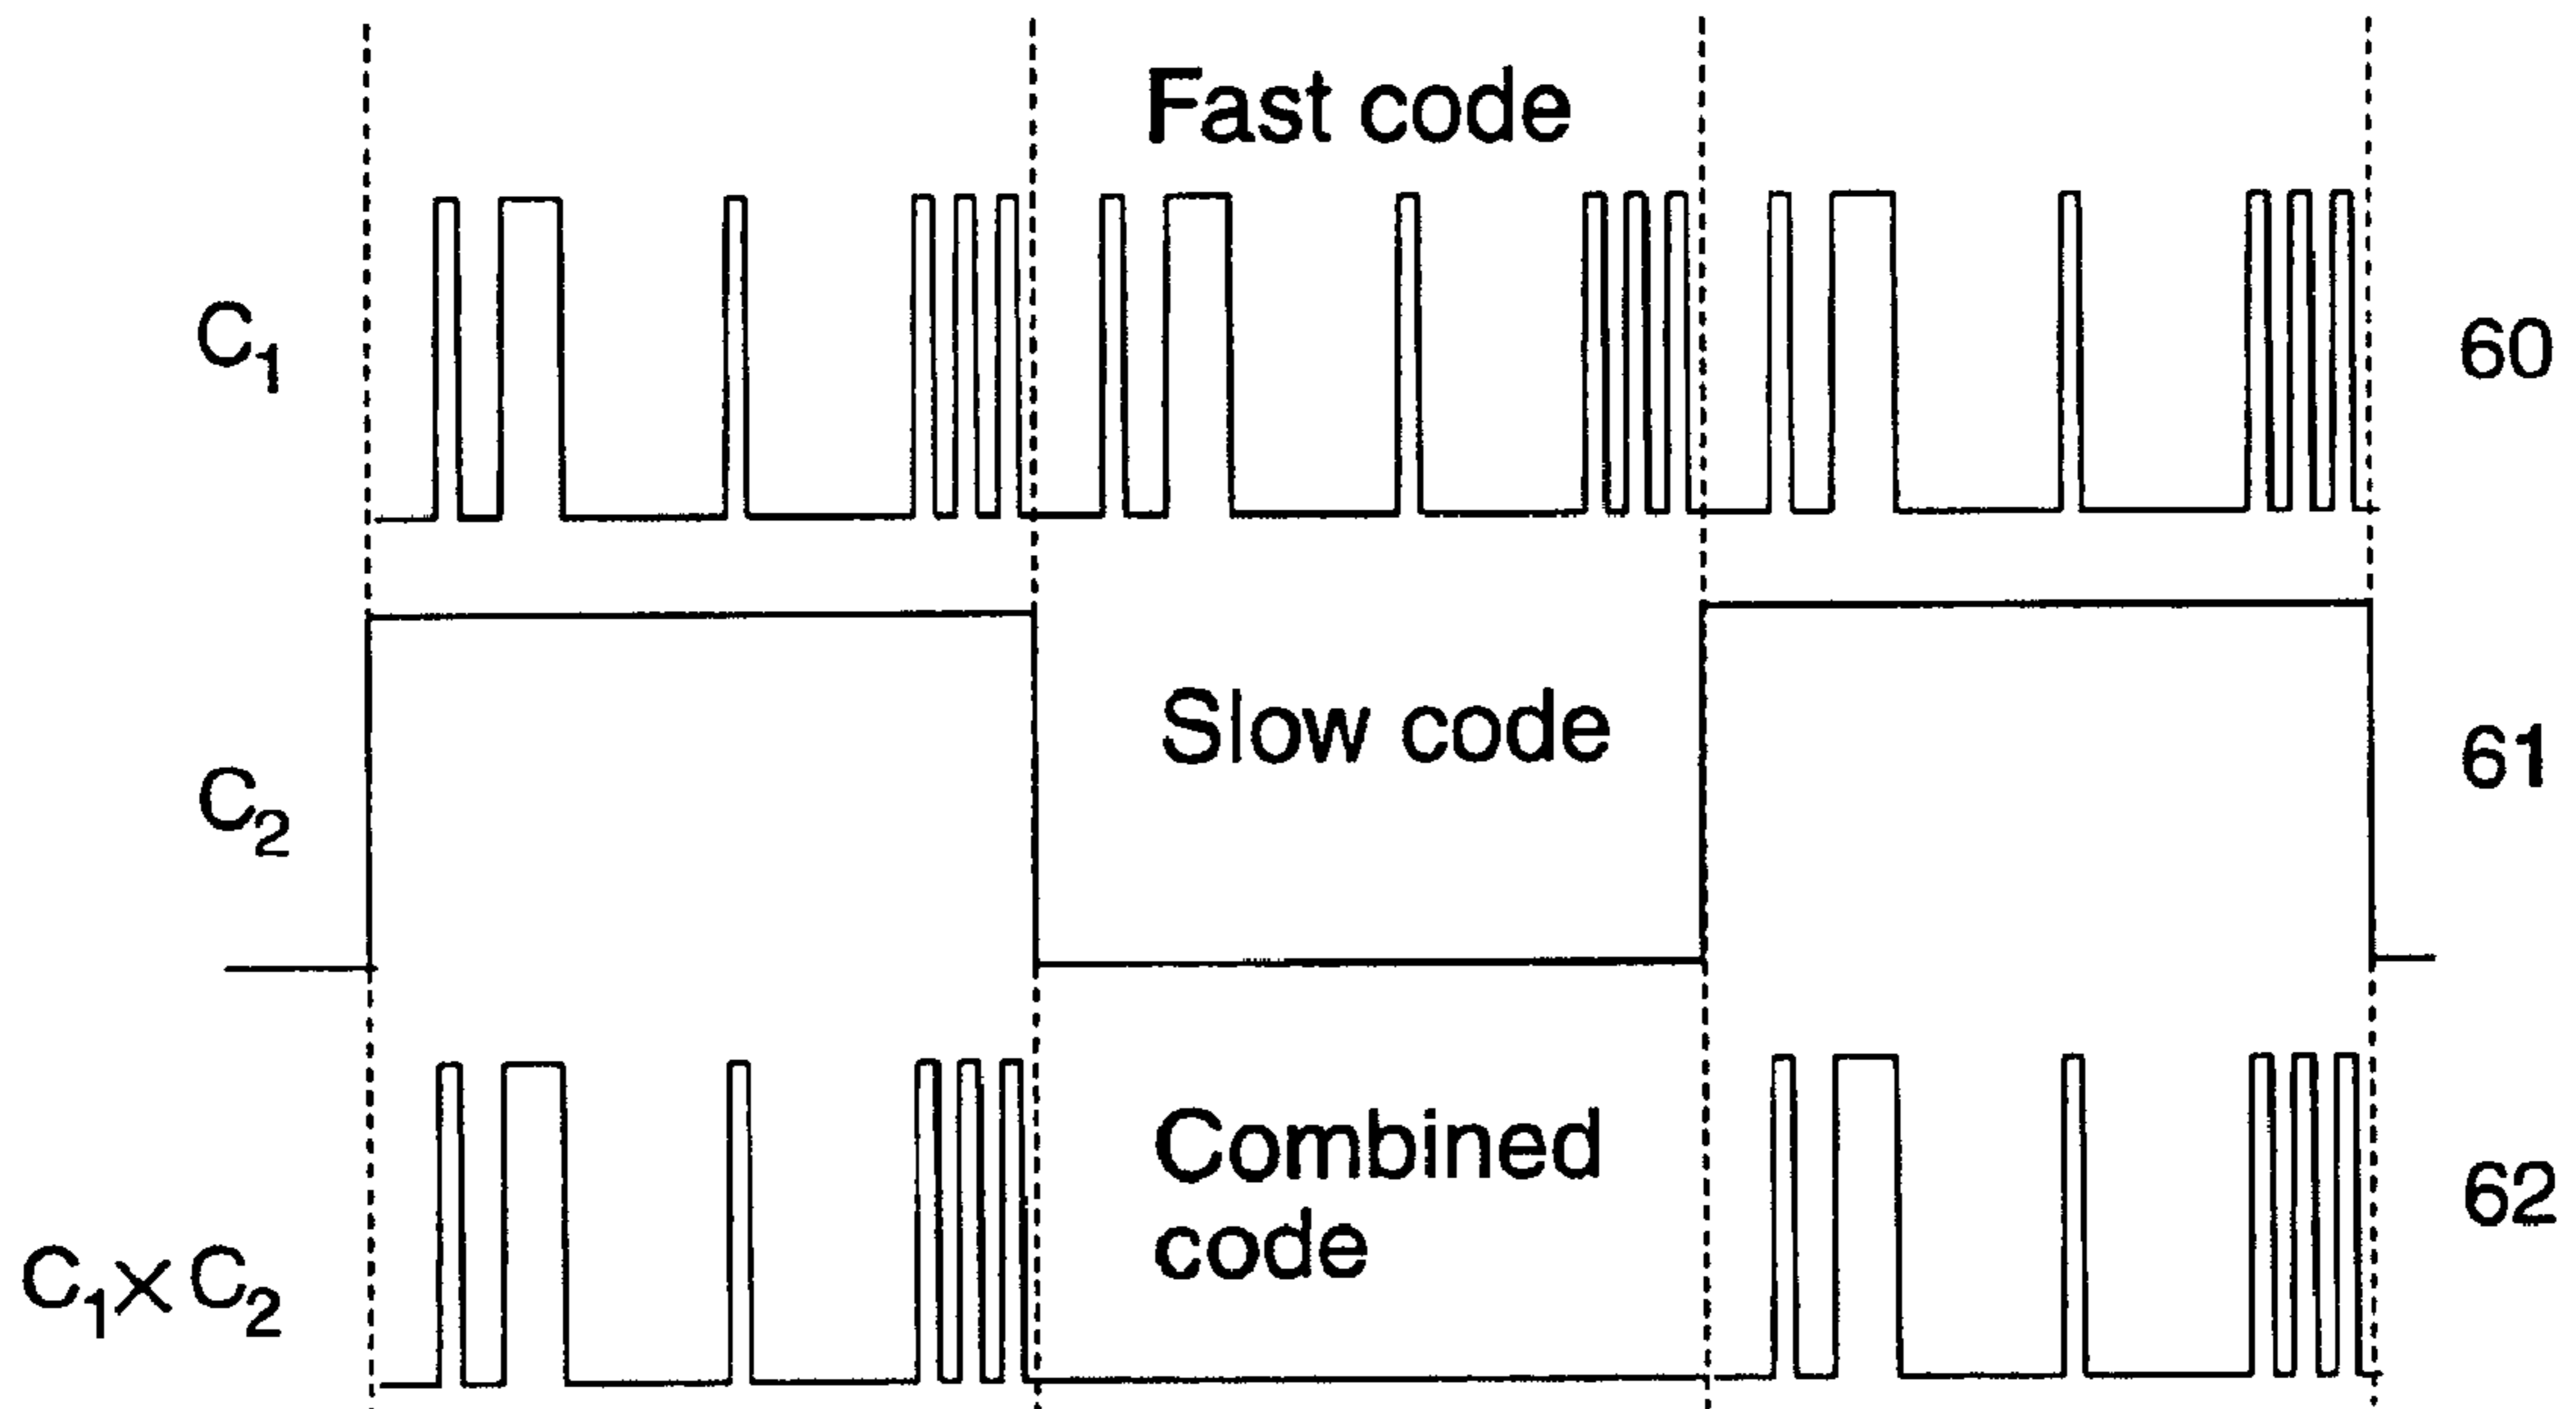 Fast code
C₁
60
Slow code
C₂
61
Combined
code
C₁×C₂
62